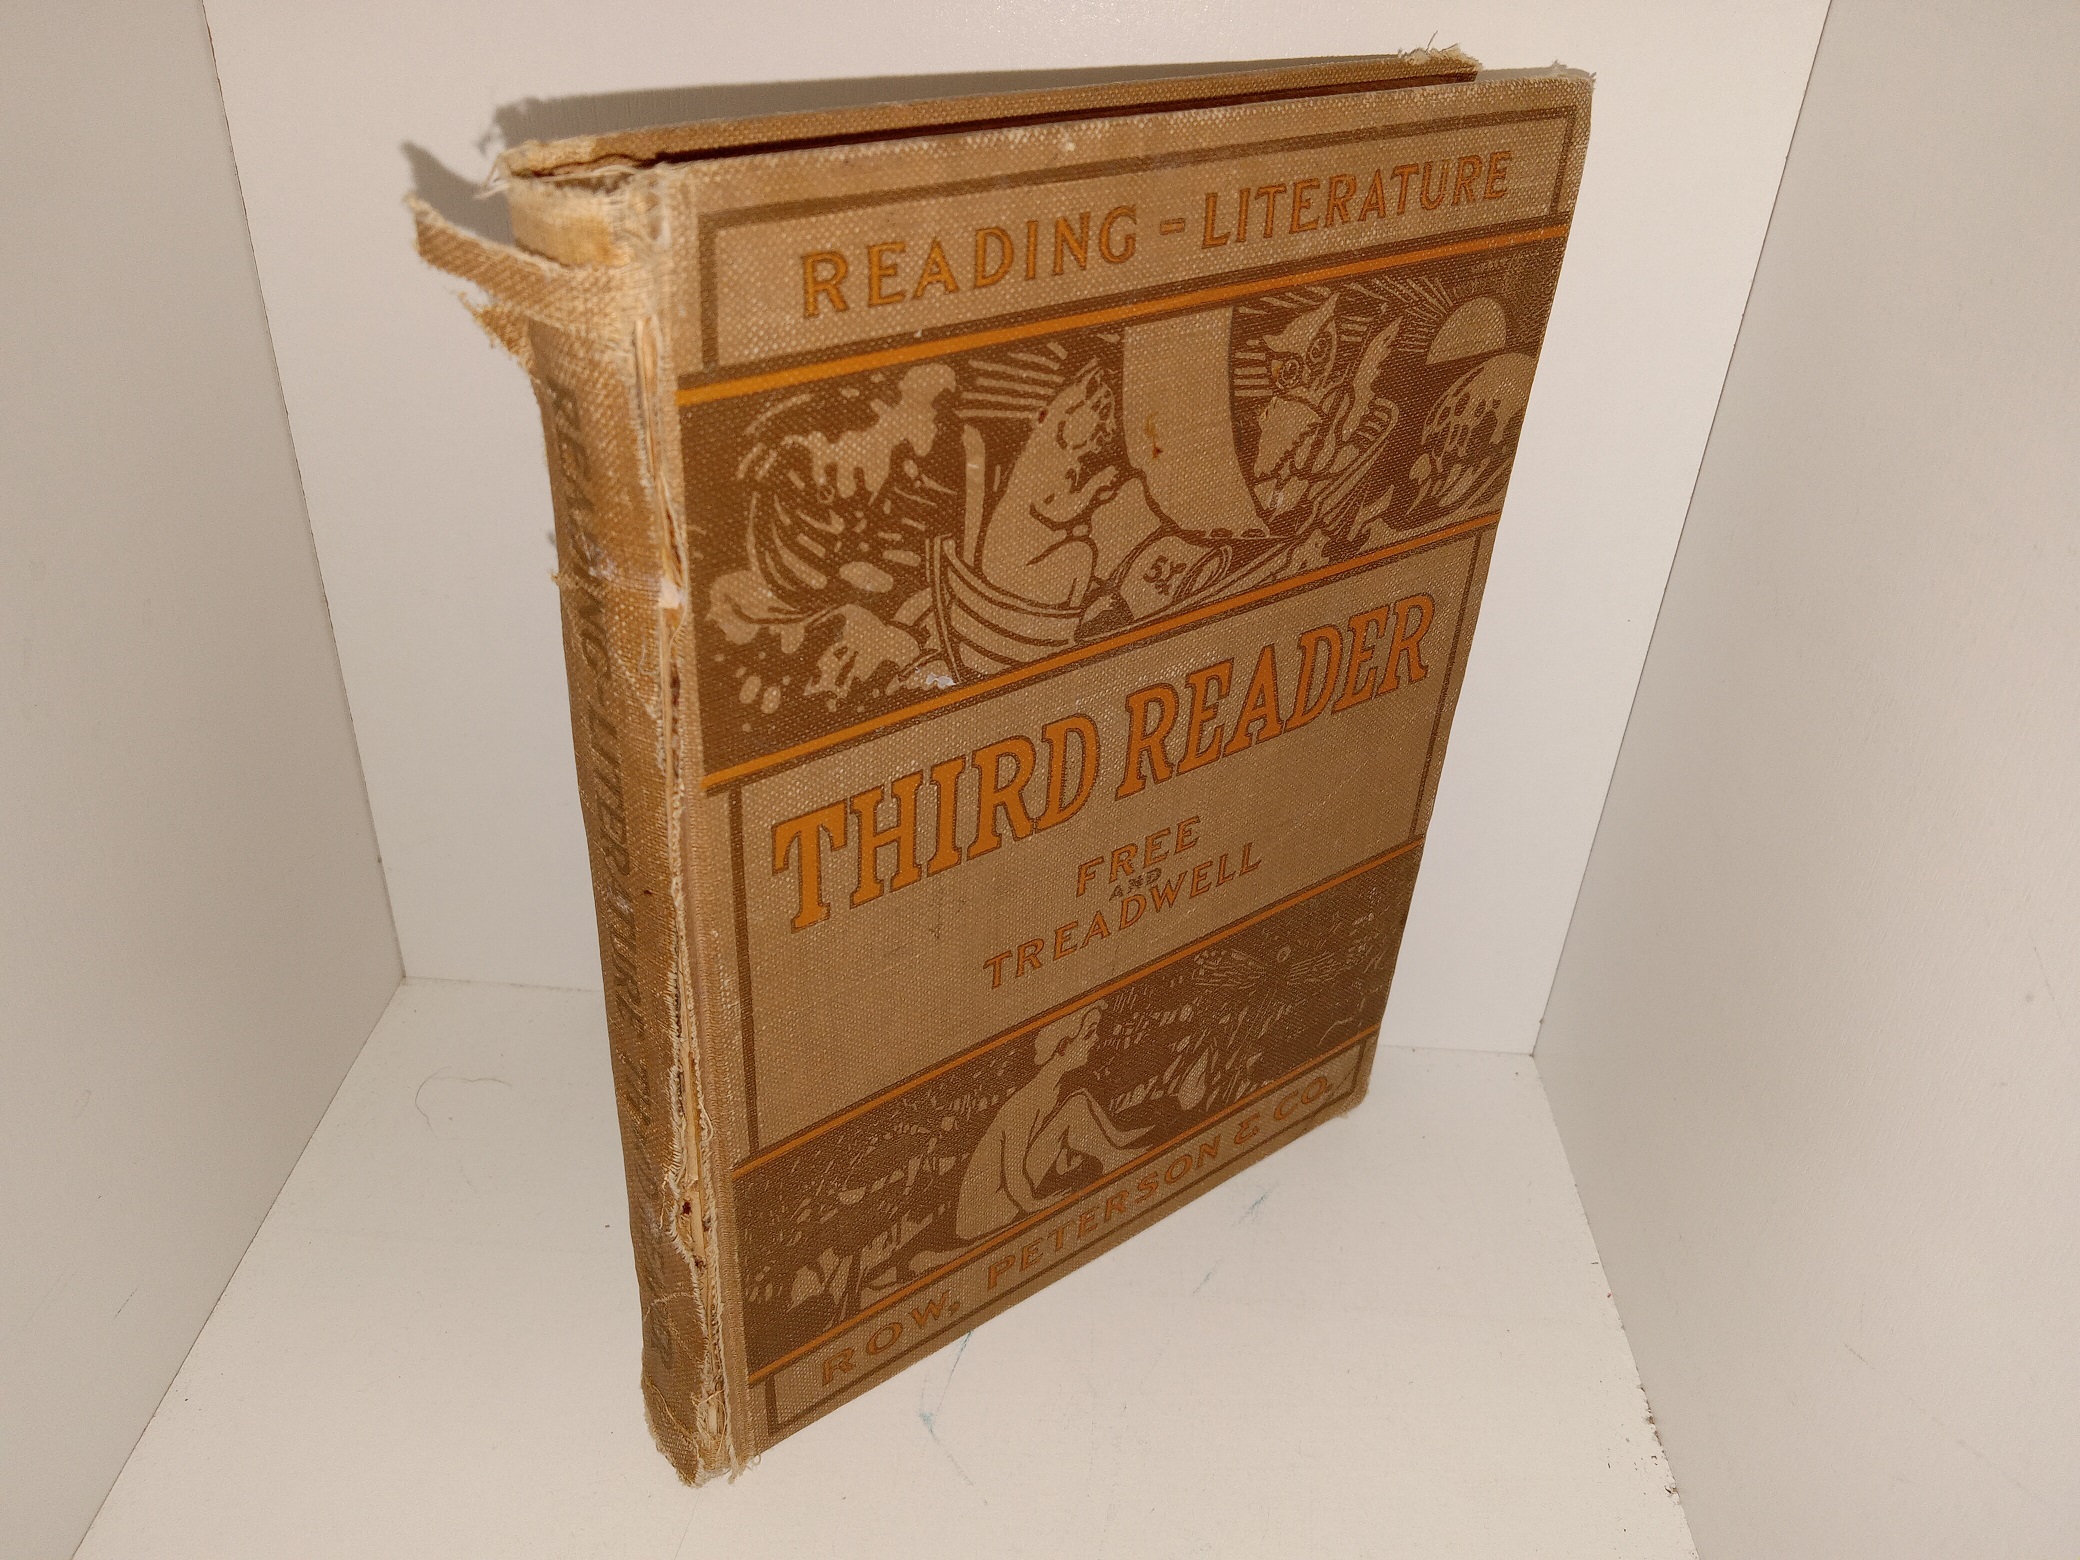 READING-LITERATURE
THIRD READER
FREE
AND
TREADWELL
ROW, PETERSON & CO.
READING-LITERATURE